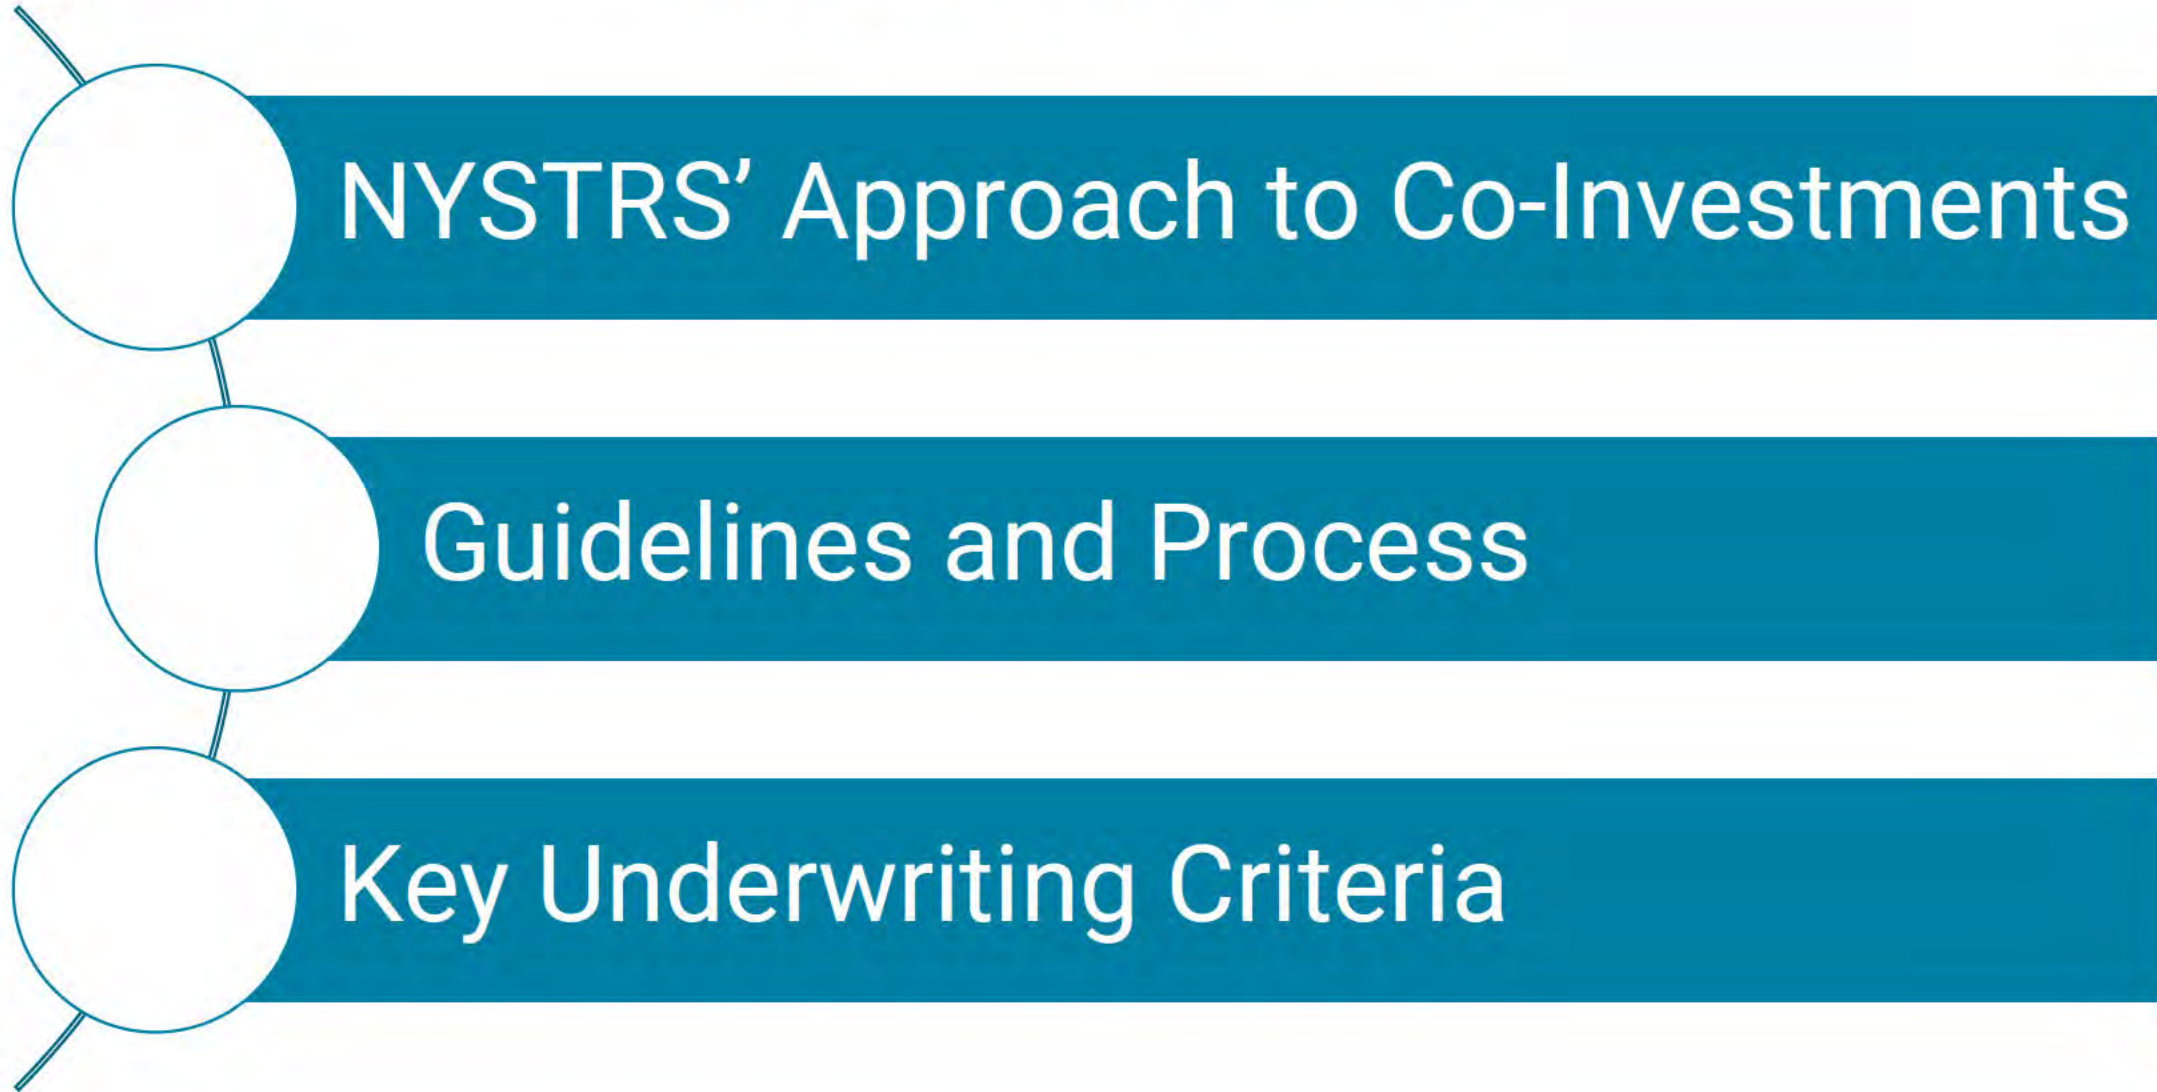 NYSTRS’ Approach to Co-Investments
Guidelines and Process
Key Underwriting Criteria